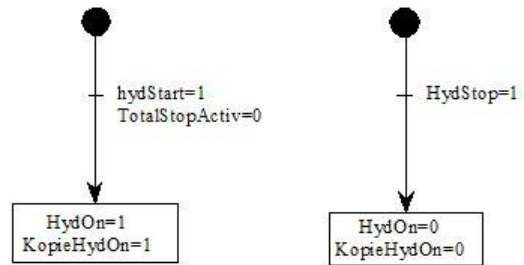 hydStart=1
TotalStopActiv=0
HydOn=1
KopieHydOn=1
HydStop=1
HydOn=0
KopieHydOn=0